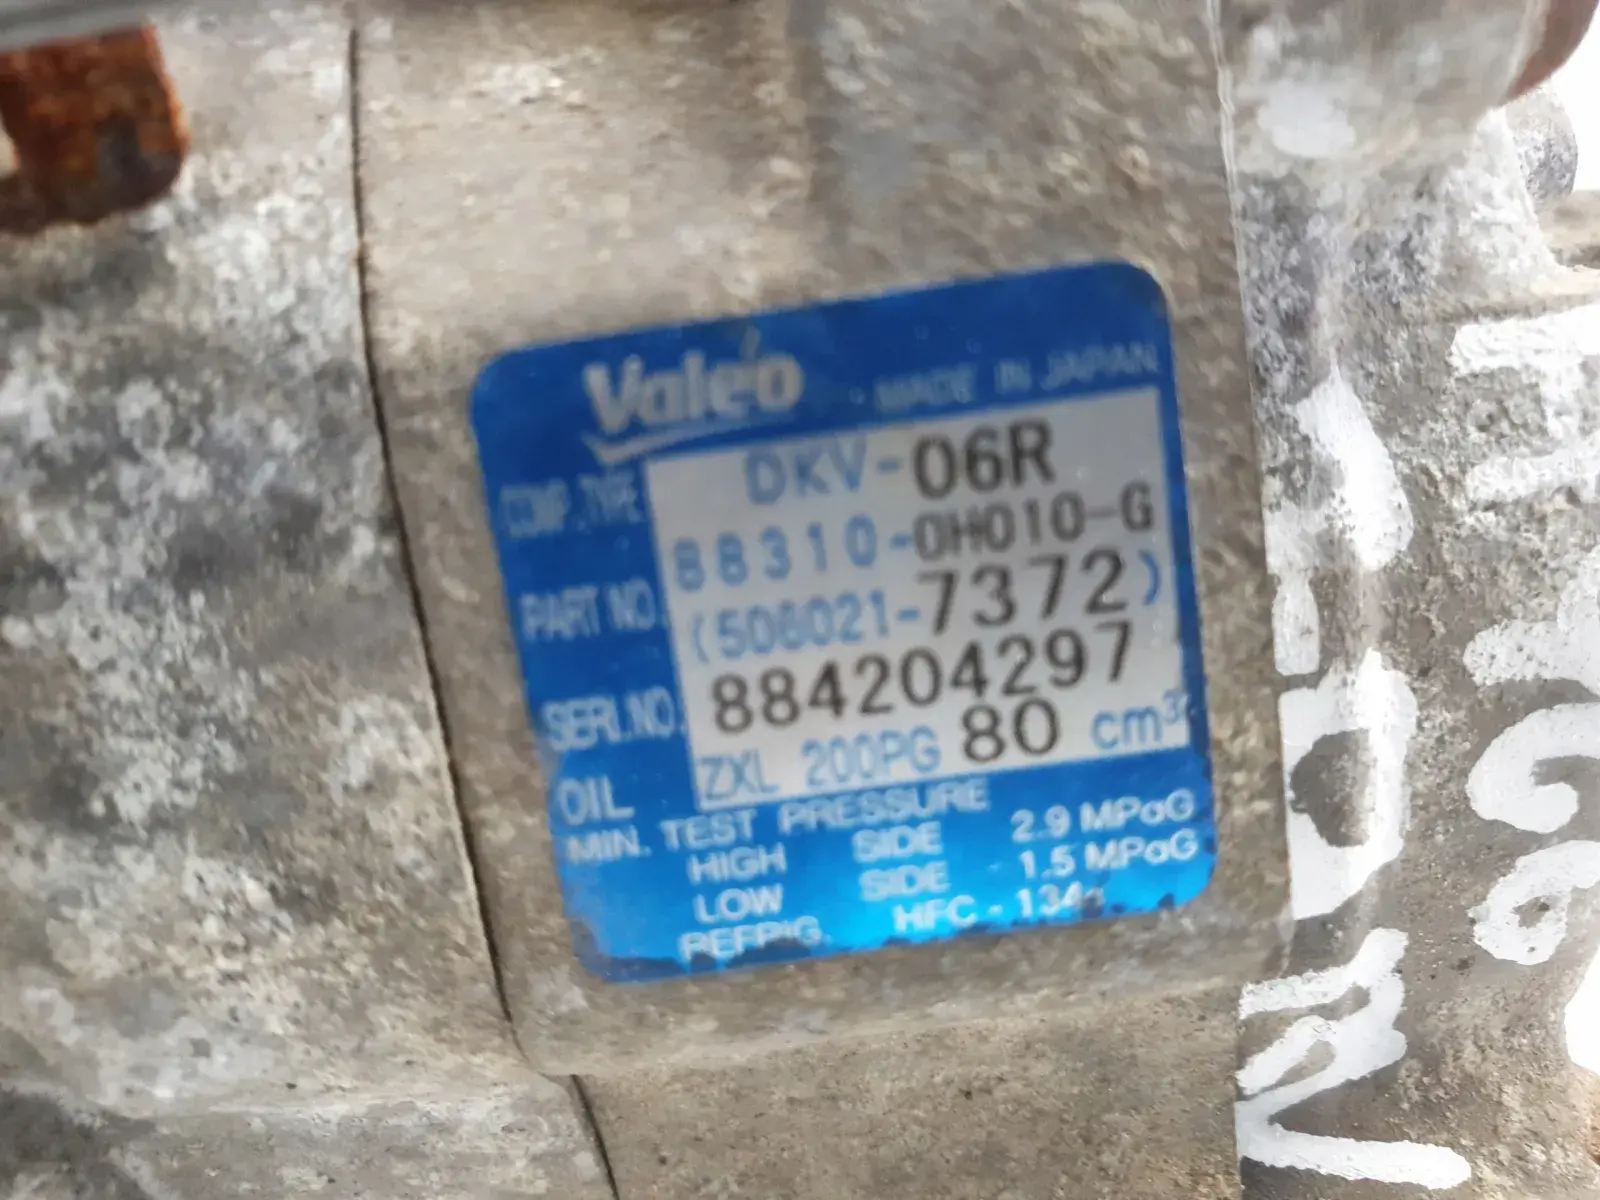 Valeo MADE IN JAPAN
COMP.TYPE DKV-06R
PART NO. 88310-0H010-G
(506021-7372)
SERI.NO. 884204297
OIL ZXL 200PG 80 cm³
MIN. TEST PRESSURE
HIGH SIDE 2.9 MPaG
LOW SIDE 1.5 MPaG
REFRIG. HFC-134a